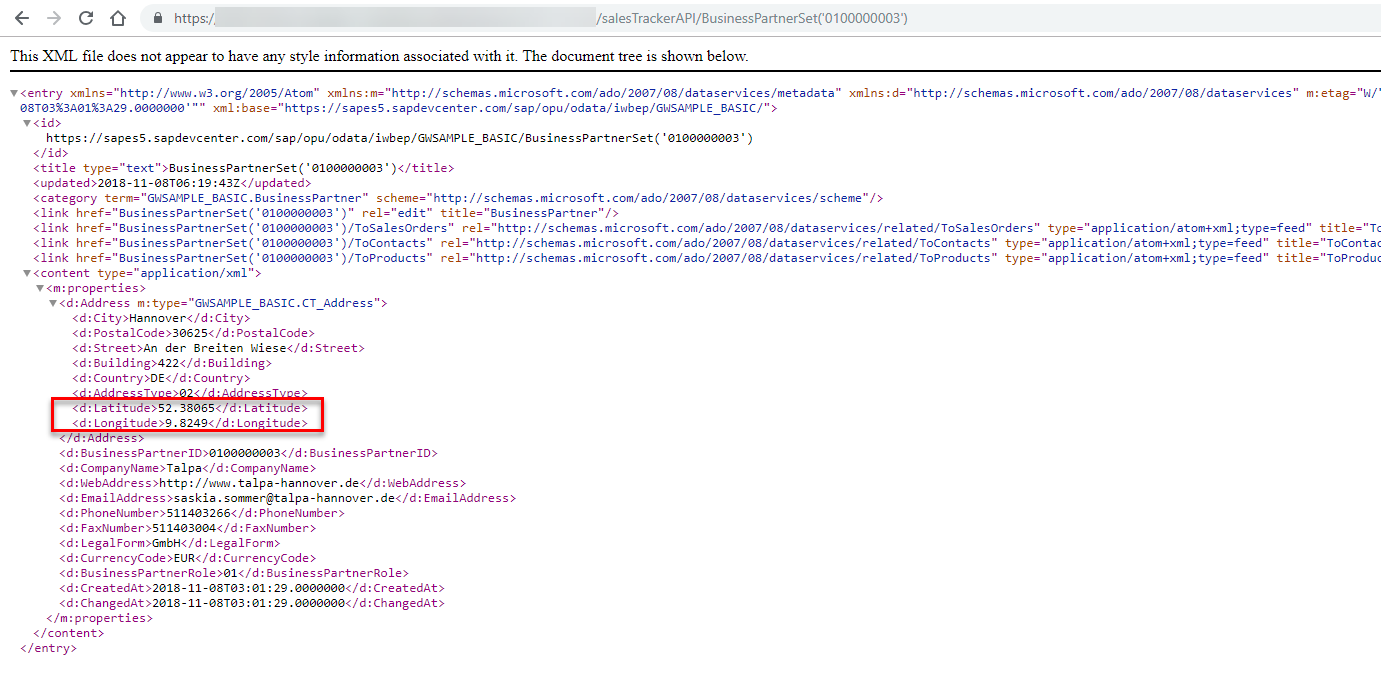 https:/ /salesTrackerAPI/BusinessPartnerSet('0100000003')
This XML file does not appear to have any style information associated with it. The document tree is shown below.
▼<entry xmlns="http://www.w3.org/2005/Atom" xmlns:m="http://schemas.microsoft.com/ado/2007/08/dataservices/metadata" xmlns:d="http://schemas.microsoft.com/ado/2007/08/dataservices" m:etag="W/"
08T03%3A01%3A29.0000000'"" xml:base="https://sapes5.sapdevcenter.com/sap/opu/odata/iwbep/GWSAMPLE_BASIC/">
▼<id>
https://sapes5.sapdevcenter.com/sap/opu/odata/iwbep/GWSAMPLE_BASIC/BusinessPartnerSet('0100000003')
</id>
<title type="text">BusinessPartnerSet('0100000003')</title>
<updated>2018-11-08T06:19:43Z</updated>
<category term="GWSAMPLE_BASIC.BusinessPartner" scheme="http://schemas.microsoft.com/ado/2007/08/dataservices/scheme"/>
<link href="BusinessPartnerSet('0100000003')" rel="edit" title="BusinessPartner"/>
<link href="BusinessPartnerSet('0100000003')/ToSalesOrders" rel="http://schemas.microsoft.com/ado/2007/08/dataservices/related/ToSalesOrders" type="application/atom+xml;type=feed" title="To
<link href="BusinessPartnerSet('0100000003')/ToContacts" rel="http://schemas.microsoft.com/ado/2007/08/dataservices/related/ToContacts" type="application/atom+xml;type=feed" title="ToConta
<link href="BusinessPartnerSet('0100000003')/ToProducts" rel="http://schemas.microsoft.com/ado/2007/08/dataservices/related/ToProducts" type="application/atom+xml;type=feed" title="ToProdu
▼<content type="application/xml">
▼<m:properties>
▼<d:Address m:type="GWSAMPLE_BASIC.CT_Address">
<d:City>Hannover</d:City>
<d:PostalCode>30625</d:PostalCode>
<d:Street>An der Breiten Wiese</d:Street>
<d:Building>422</d:Building>
<d:Country>DE</d:Country>
<d:AddressType>02</d:AddressType>
<d:Latitude>52.38065</d:Latitude>
<d:Longitude>9.8249</d:Longitude>
</d:Address>
<d:BusinessPartnerID>0100000003</d:BusinessPartnerID>
<d:CompanyName>Talpa</d:CompanyName>
<d:WebAddress>http://www.talpa-hannover.de</d:WebAddress>
<d:EmailAddress>saskia.sommer@talpa-hannover.de</d:EmailAddress>
<d:PhoneNumber>511403266</d:PhoneNumber>
<d:FaxNumber>511403004</d:FaxNumber>
<d:LegalForm>GmbH</d:LegalForm>
<d:CurrencyCode>EUR</d:CurrencyCode>
<d:BusinessPartnerRole>01</d:BusinessPartnerRole>
<d:CreatedAt>2018-11-08T03:01:29.0000000</d:CreatedAt>
<d:ChangedAt>2018-11-08T03:01:29.0000000</d:ChangedAt>
</m:properties>
</content>
</entry>